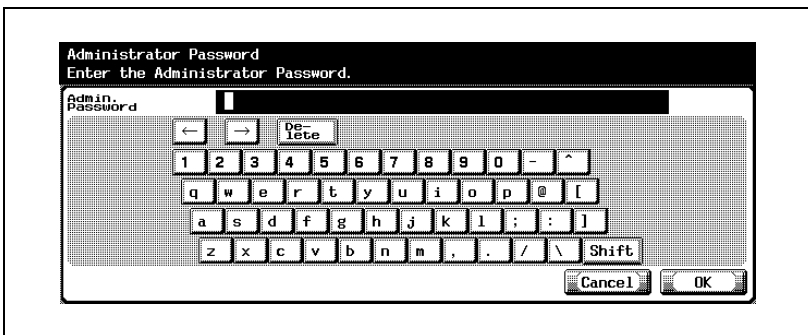 Administrator Password
Enter the Administrator Password.
Admin.
Password
← → De-
lete
1 2 3 4 5 6 7 8 9 0 - ^
q w e r t y u i o p @ [
a s d f g h j k l ; : ]
z x c v b n m , . / \ Shift
Cancel OK